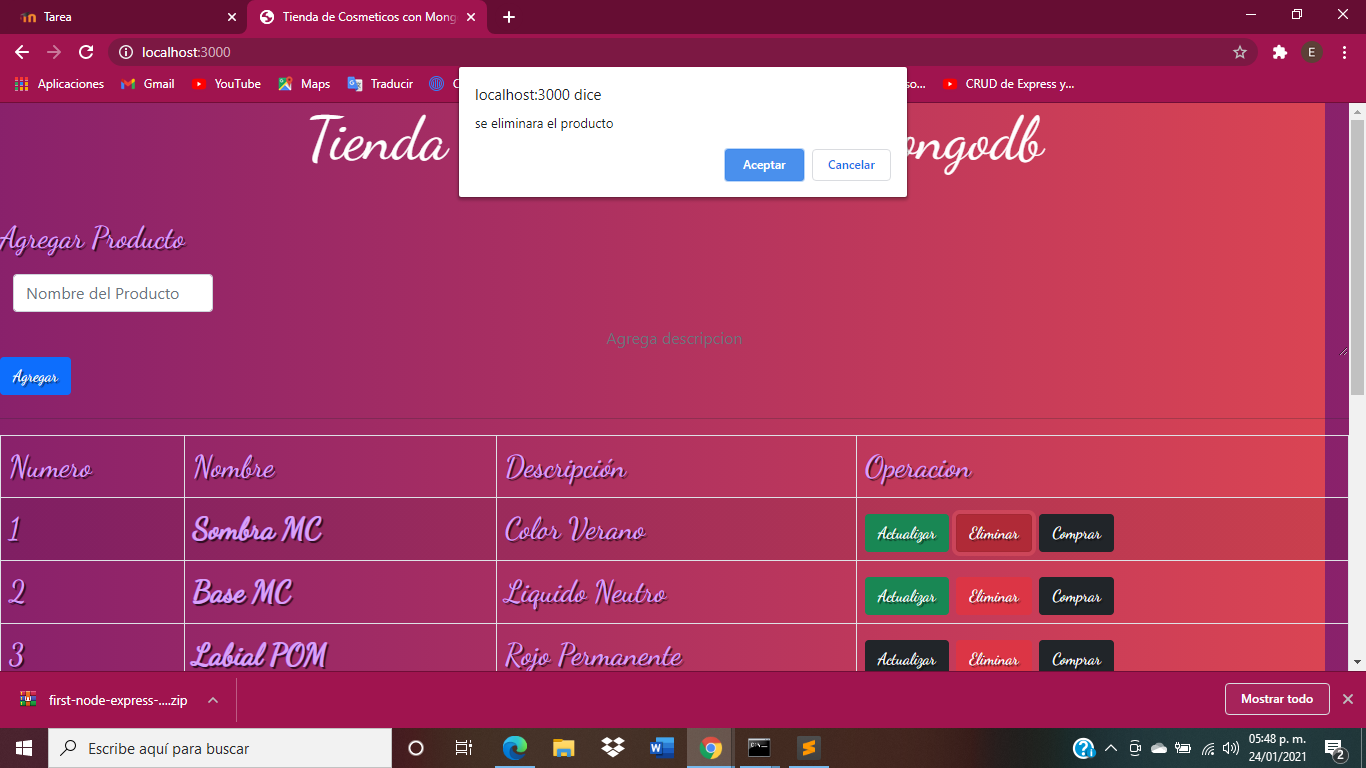 Tarea
Tienda de Cosmeticos con Mong
localhost:3000
E
Aplicaciones
Gmail
YouTube
Maps
Traducir
so...
CRUD de Express y...
localhost:3000 dice
se eliminara el producto
Aceptar
Cancelar
Tienda
ongodb
Agregar Producto
Nombre del Producto
Agrega descripcion
Agregar
Numero Nombre Descripción Operacion
1 Sombra MC Color Verano Actualizar Eliminar Comprar
2 Base MC Liquido Neutro Actualizar Eliminar Comprar
3 Labial POM Rojo Permanente Actualizar Eliminar Comprar
first-node-express-....zip
Mostrar todo
Escribe aquí para buscar
05:48 p. m.
24/01/2021
2